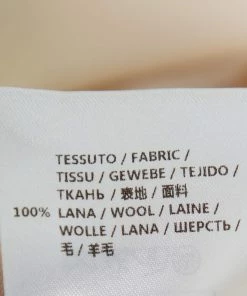 TESSUTO / FABRIC /
TISSU / GEWEBE / TEJIDO /
ТКАНЬ / 表地 / 面料
100% LANA / WOOL / LAINE /
WOLLE / LANA / ШЕРСТЬ /
毛 / 羊毛